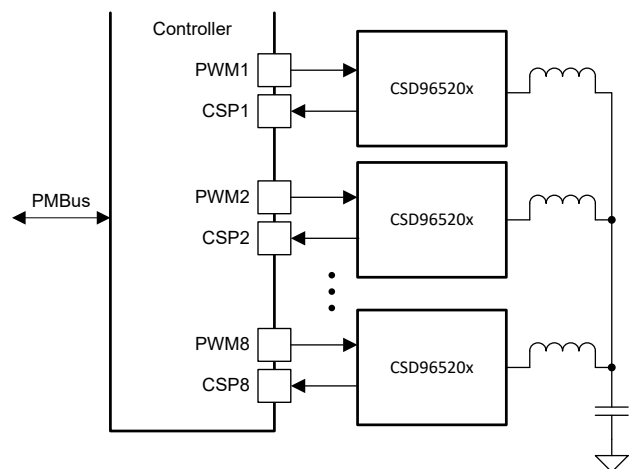 Controller
PWM1
CSP1
CSD96520x
PMBus
PWM2
CSP2
CSD96520x
PWM8
CSP8
CSD96520x